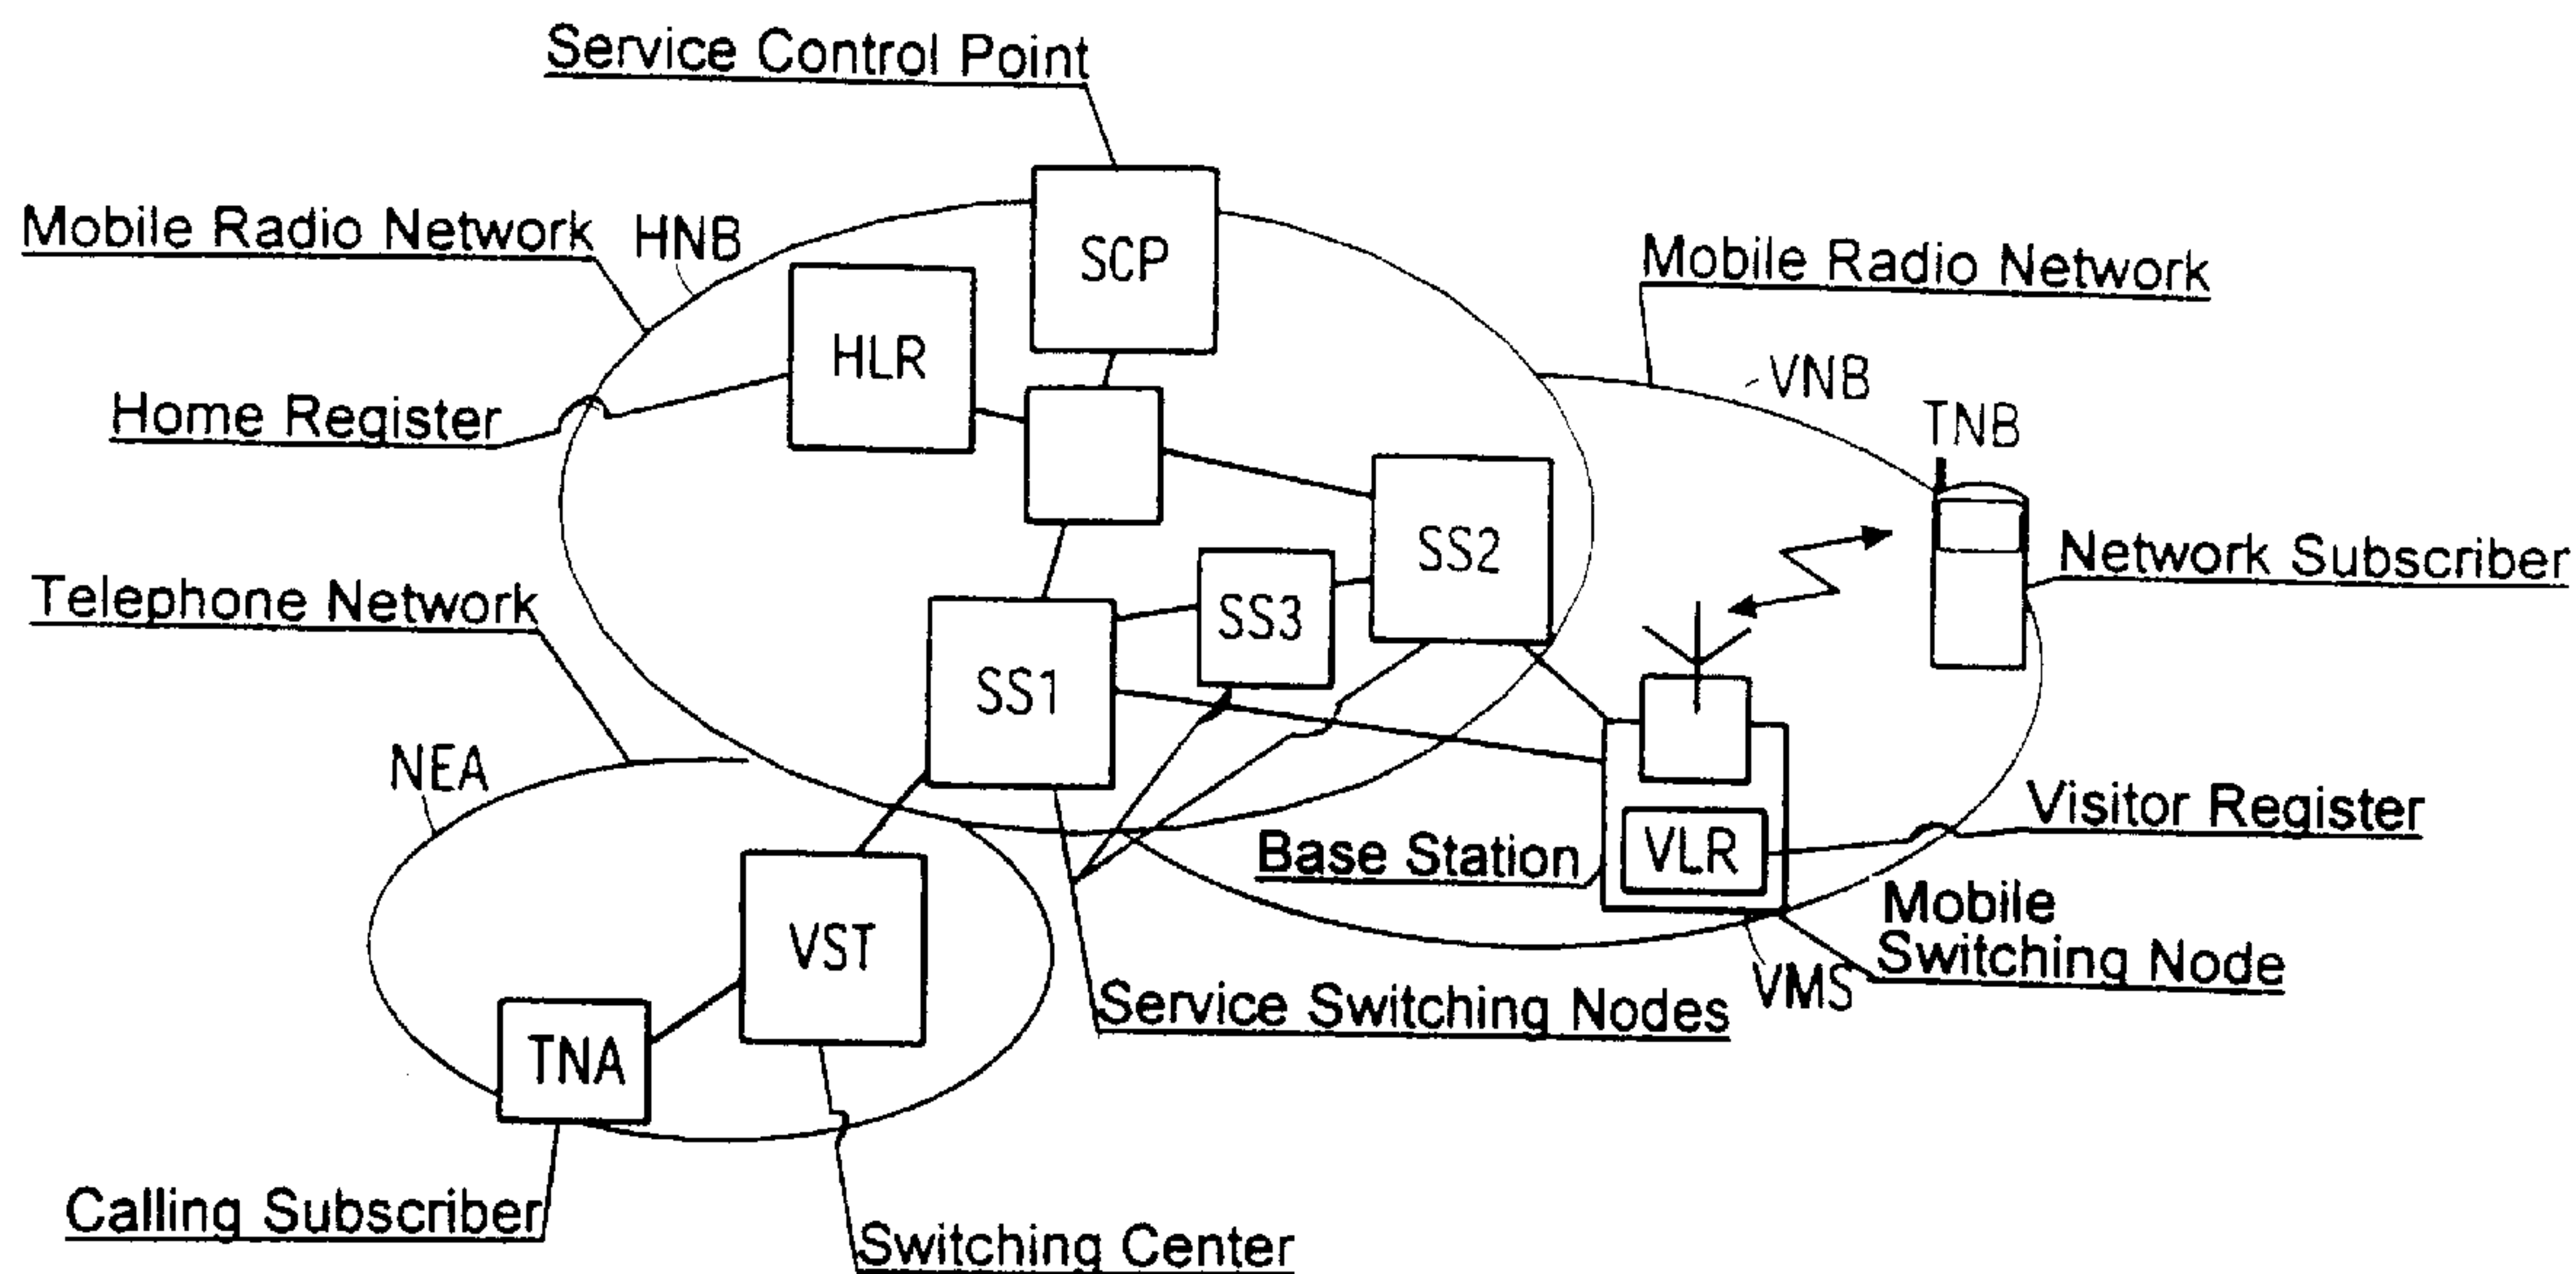 Service Control Point
Mobile Radio Network
HNB
SCP
Mobile Radio Network
HLR
VNB
Home Register
TNB
SS2
Network Subscriber
Telephone Network
SS3
SS1
NEA
Visitor Register
Base Station
VLR
Mobile
Switching Node
VST
VMS
Service Switching Nodes
TNA
Calling Subscriber
Switching Center